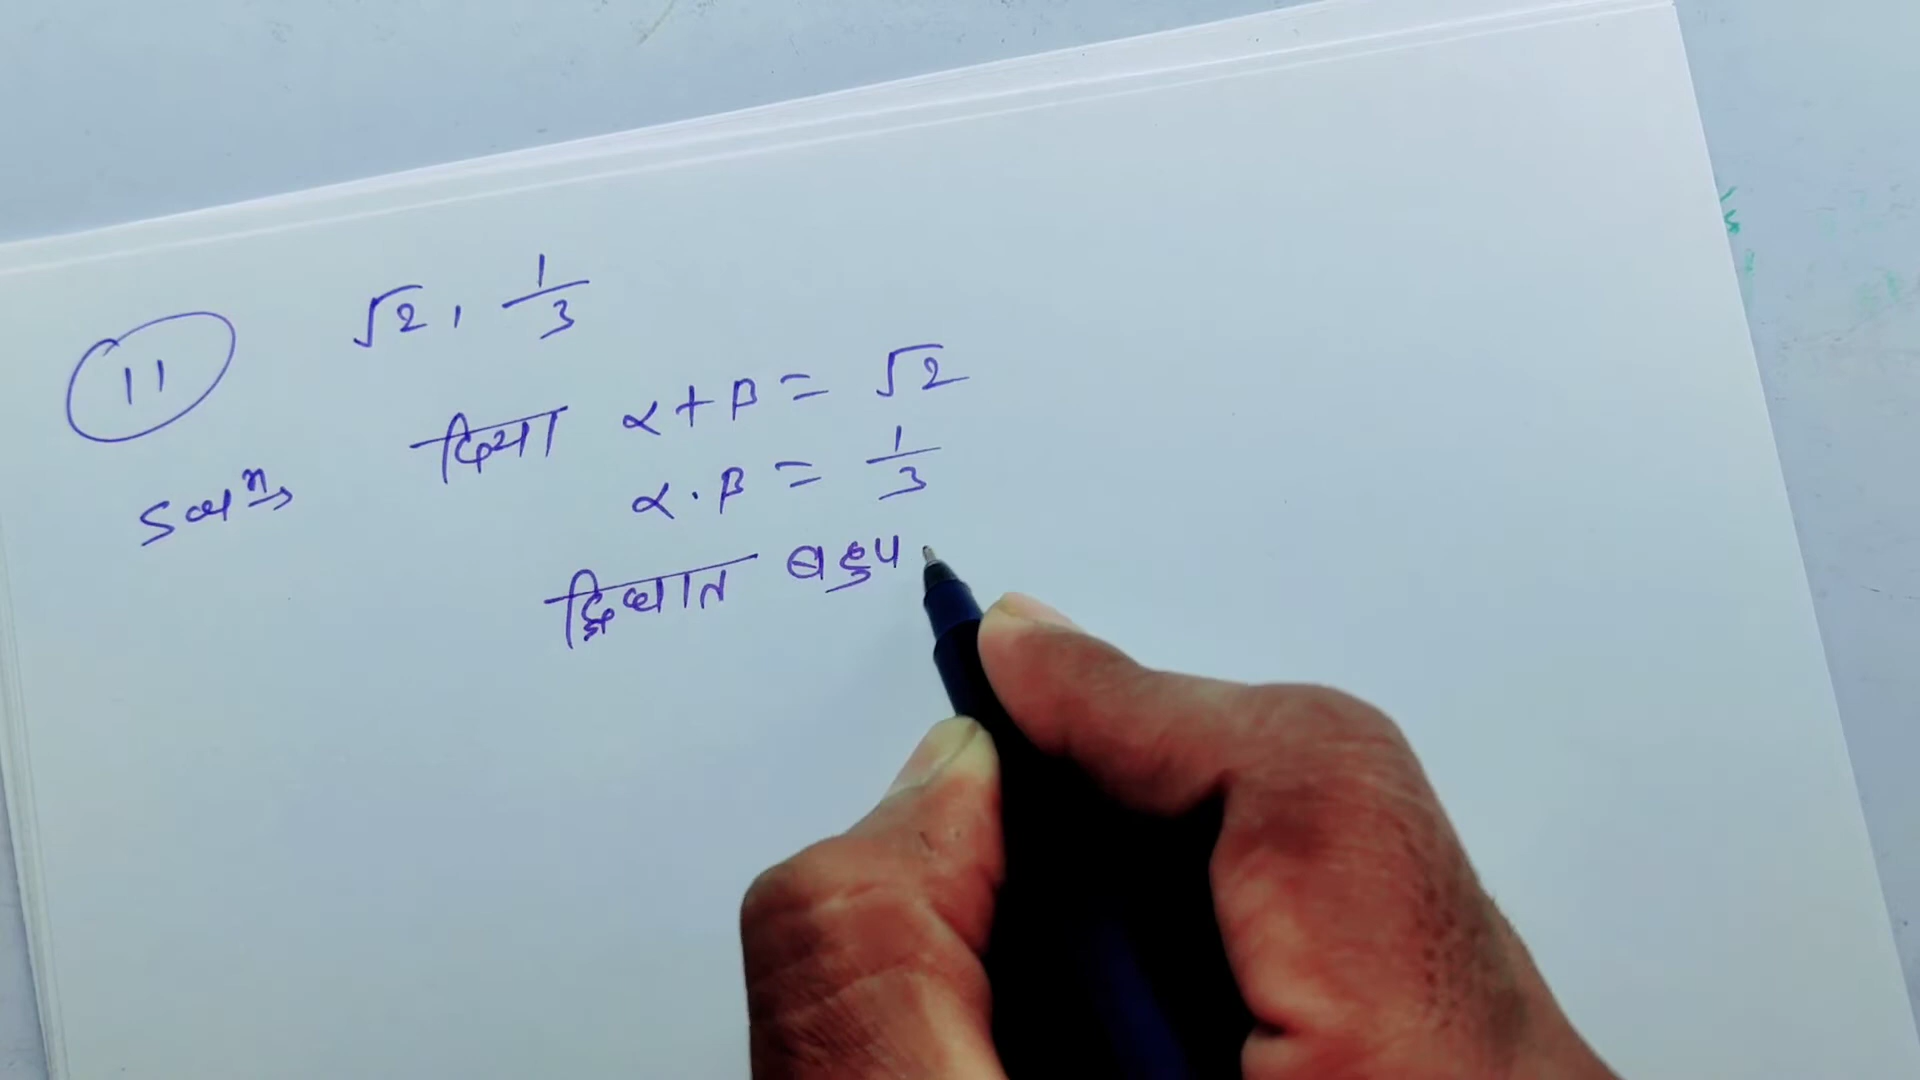 11 √2, 1/3
Solⁿ→ दिया α+β = √2
α.β = 1/3
द्विघात बहुप